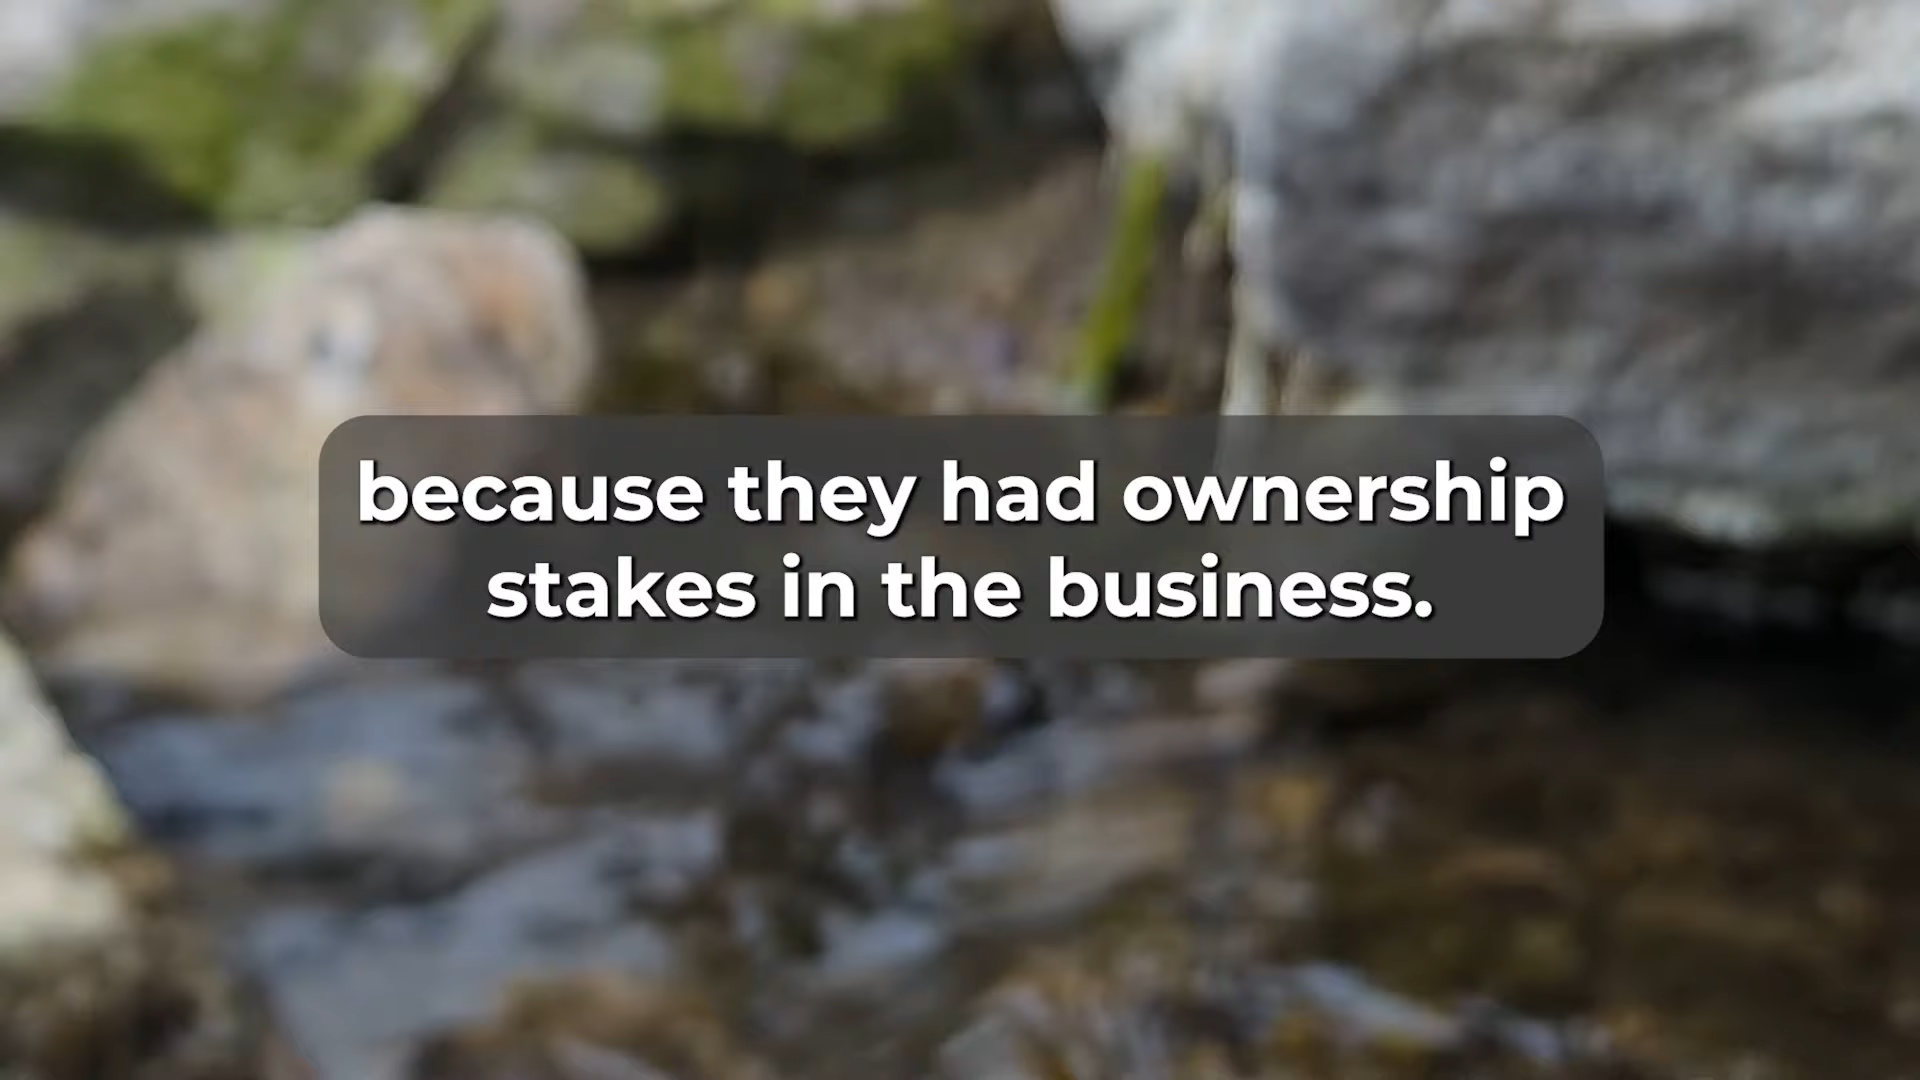 because they had ownership
stakes in the business.